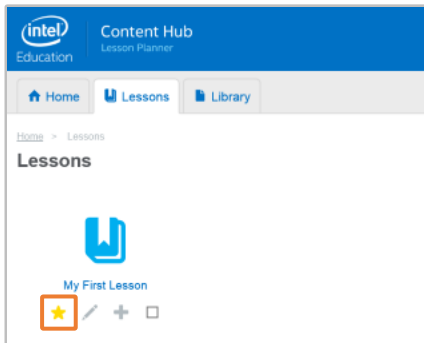 intel
Education
Content Hub
Lesson Planner
Home
Lessons
Library
Home > Lessons
Lessons
My First Lesson